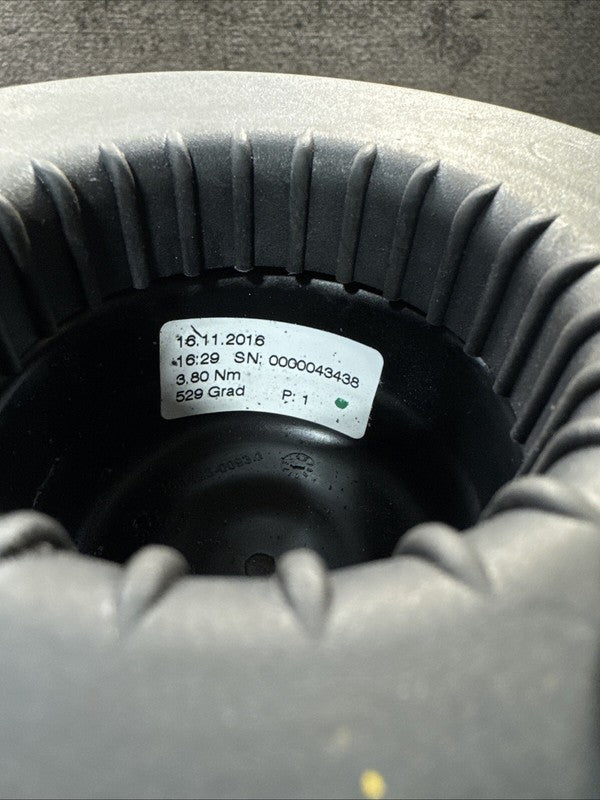 16.11.2016
16:29 SN: 0000043438
3.80 Nm
529 Grad P: 1